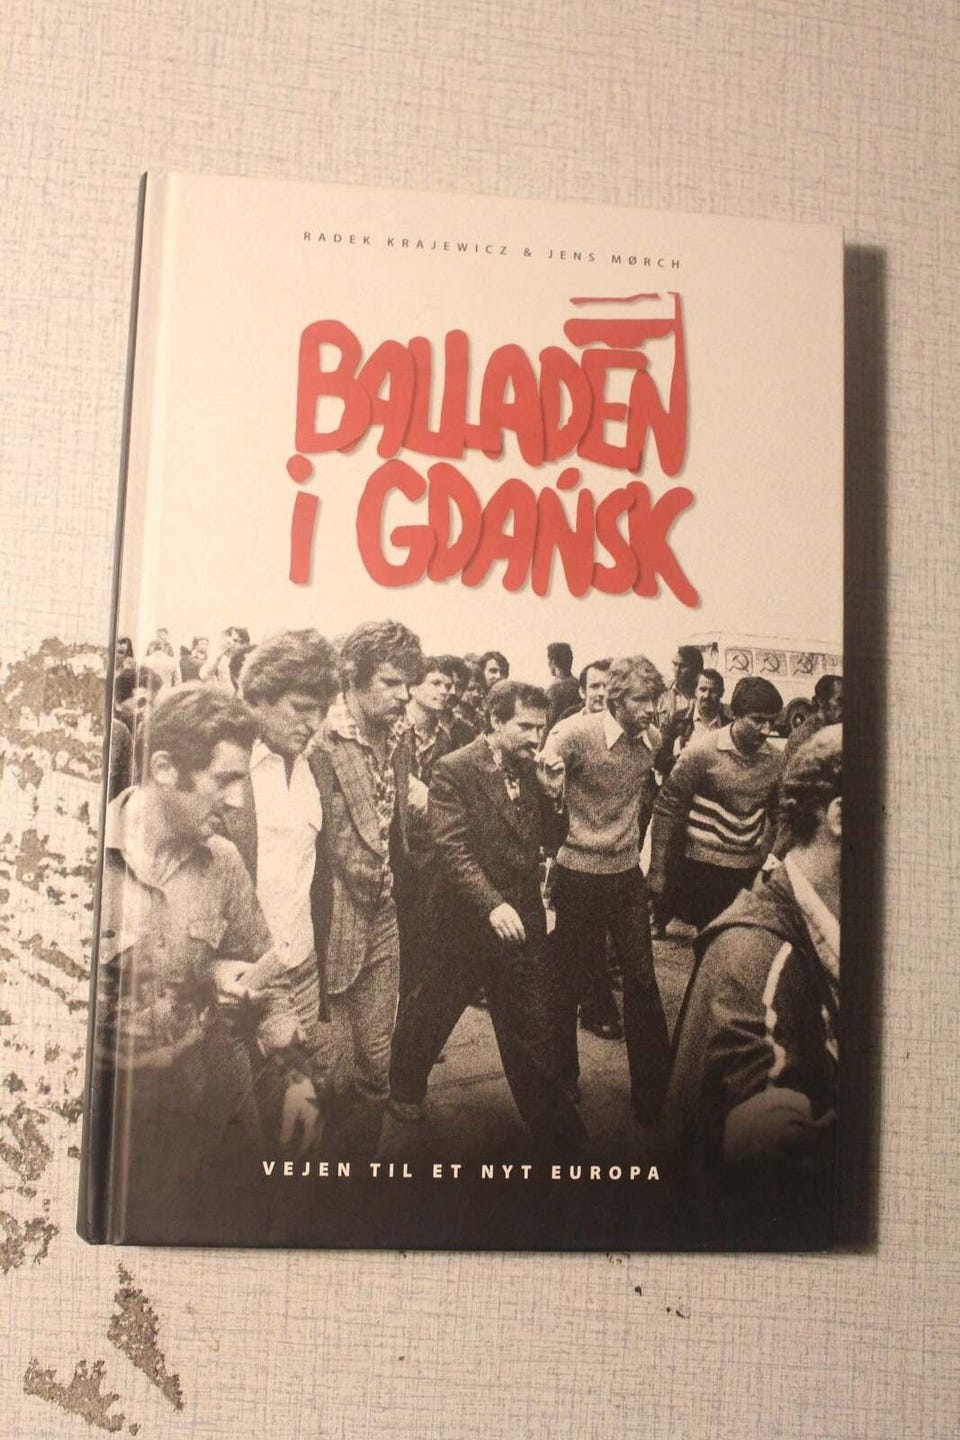 RADEK KRAJEWICZ & JENS MØRCH
BALLADEN
i GDAŃSK
VEJEN TIL ET NYT EUROPA